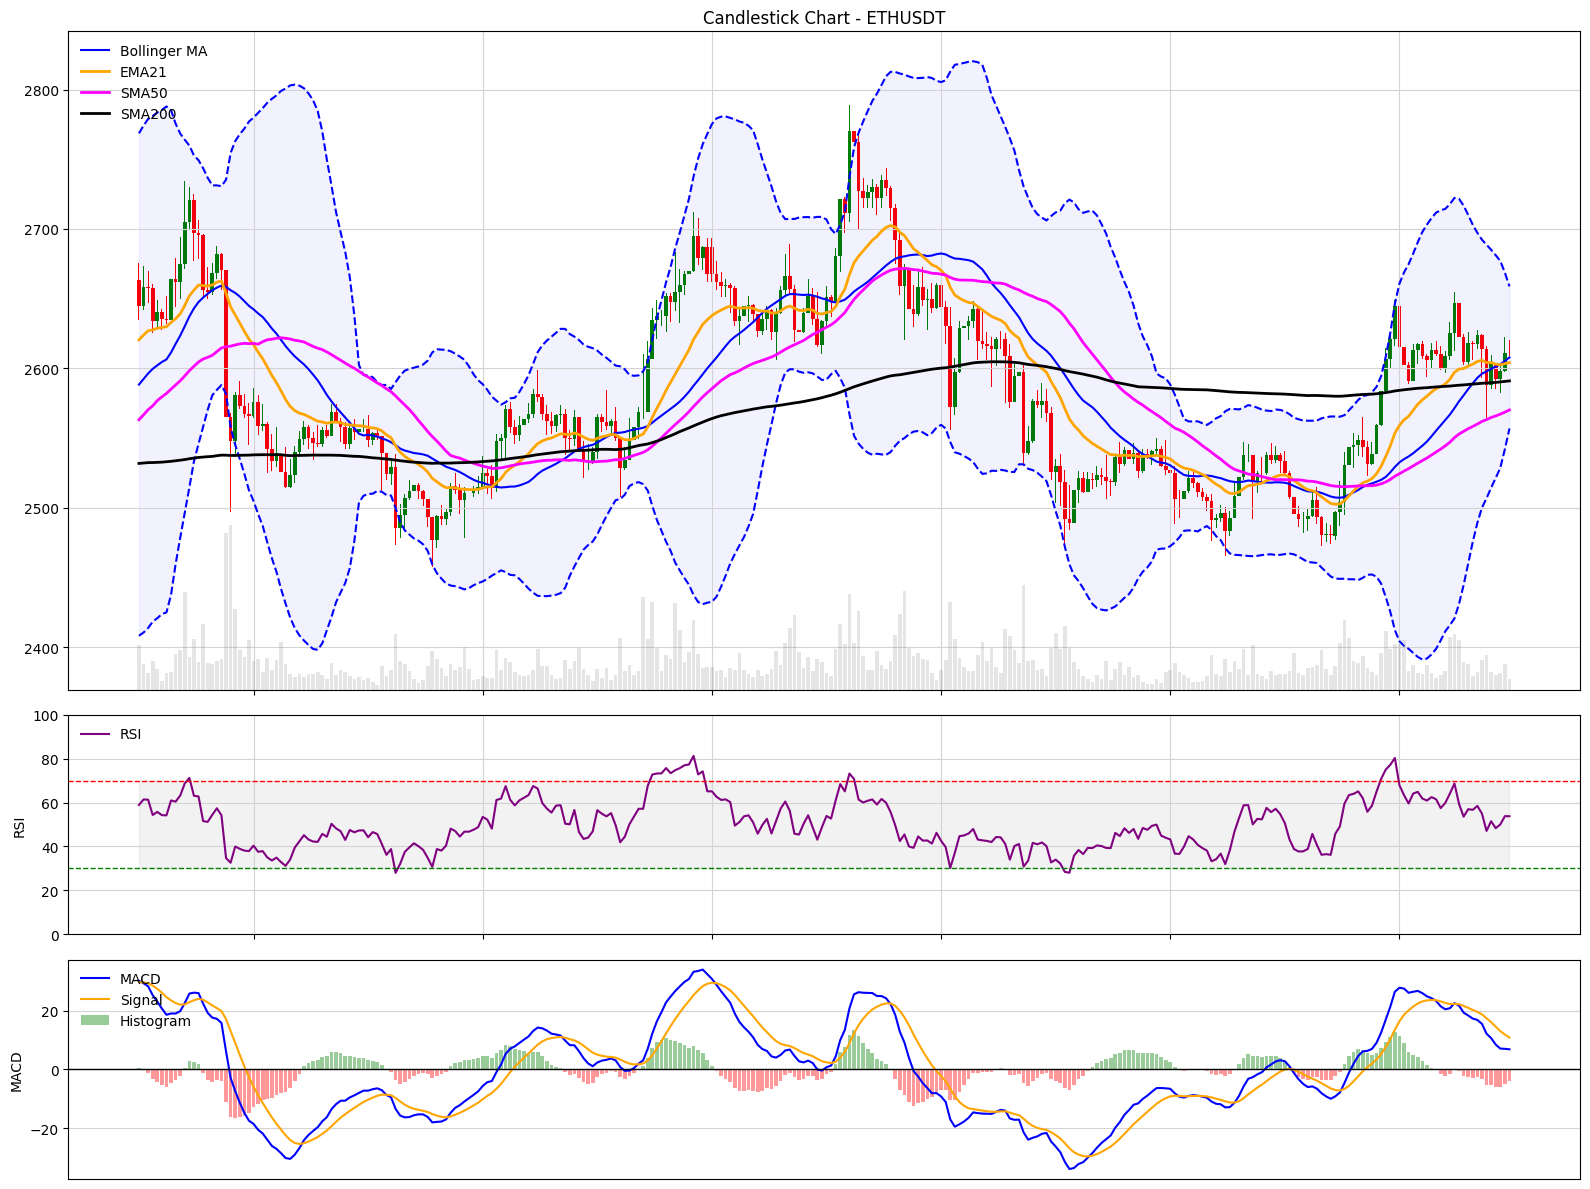 Candlestick Chart - ETHUSDT
Bollinger MA
EMA21
SMA50
SMA200
2800
2700
2600
2500
2400
RSI
100
80
60
40
20
0
RSI
MACD
Signal
Histogram
20
0
−20
MACD